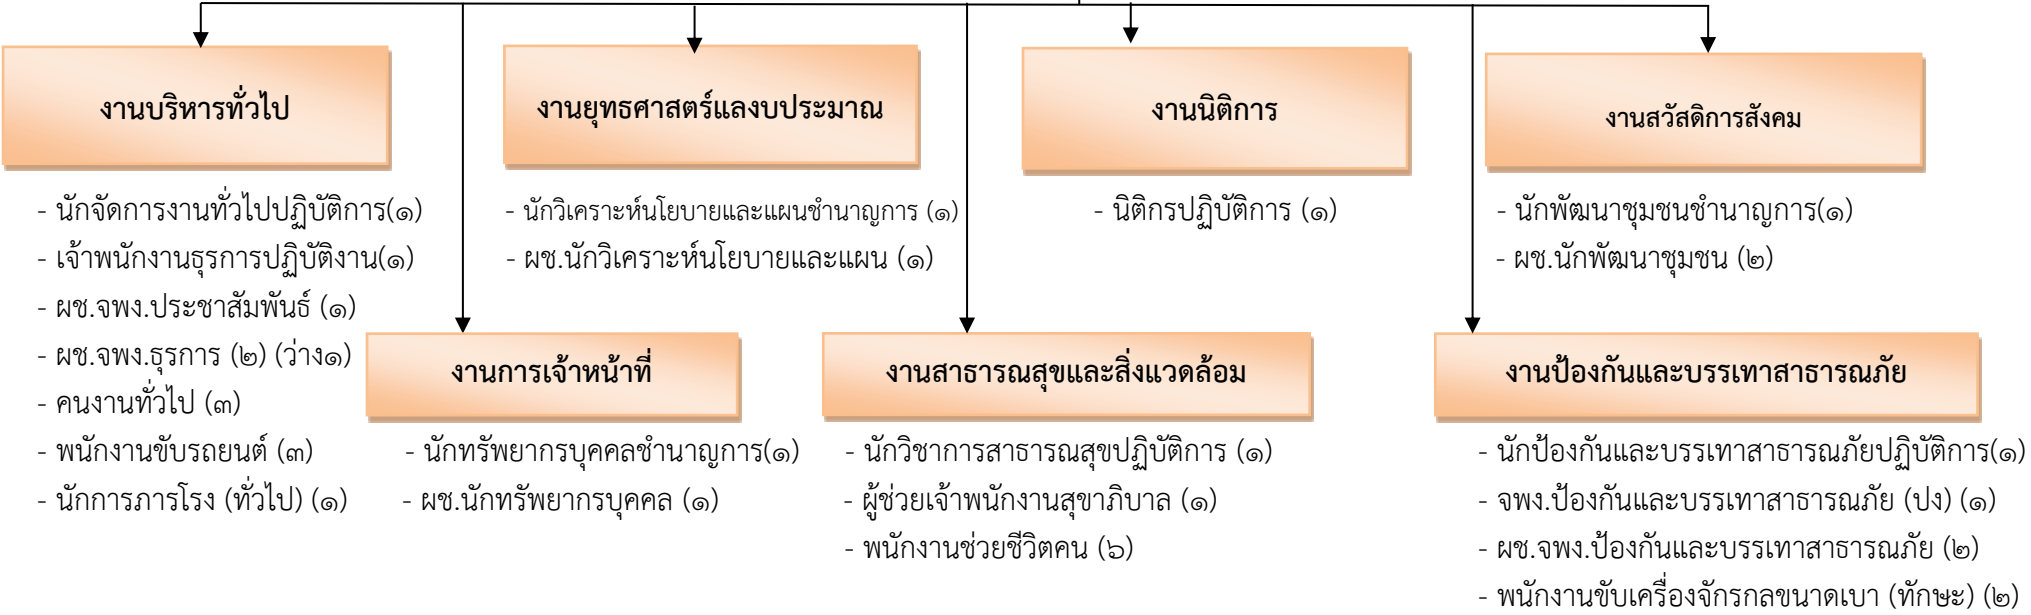 งานบริหารทั่วไป
- นักจัดการงานทั่วไปปฏิบัติการ(๑)
- เจ้าพนักงานธุรการปฏิบัติงาน(๑)
- ผช.จพง.ประชาสัมพันธ์ (๑)
- ผช.จพง.ธุรการ (๒) (ว่าง๑)
- คนงานทั่วไป (๓)
- พนักงานขับรถยนต์ (๓)
- นักการภารโรง (ทั่วไป) (๑)
งานยุทธศาสตร์แลงบประมาณ
- นักวิเคราะห์นโยบายและแผนชำนาญการ (๑)
- ผช.นักวิเคราะห์นโยบายและแผน (๑)
งานนิติการ
- นิติกรปฏิบัติการ (๑)
งานสวัสดิการสังคม
- นักพัฒนาชุมชนชำนาญการ(๑)
- ผช.นักพัฒนาชุมชน (๒)
งานการเจ้าหน้าที่
- นักทรัพยากรบุคคลชำนาญการ(๑)
- ผช.นักทรัพยากรบุคคล (๑)
งานสาธารณสุขและสิ่งแวดล้อม
- นักวิชาการสาธารณสุขปฏิบัติการ (๑)
- ผู้ช่วยเจ้าพนักงานสุขาภิบาล (๑)
- พนักงานช่วยชีวิตคน (๖)
งานป้องกันและบรรเทาสาธารณภัย
- นักป้องกันและบรรเทาสาธารณภัยปฏิบัติการ(๑)
- จพง.ป้องกันและบรรเทาสาธารณภัย (ปง) (๑)
- ผช.จพง.ป้องกันและบรรเทาสาธารณภัย (๒)
- พนักงานขับเครื่องจักรกลขนาดเบา (ทักษะ) (๒)